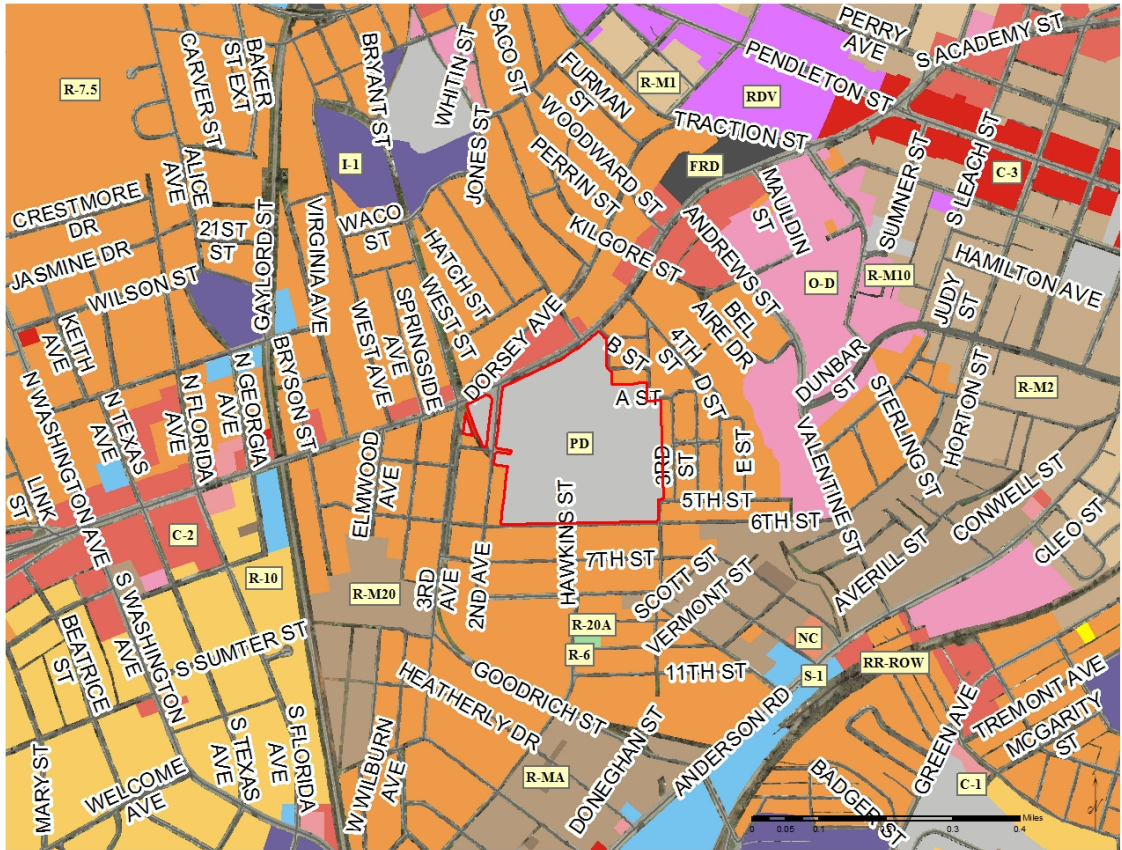 PERRY
AVE
S ACADEMY ST
PENDLETON ST
SACO ST
WHITIN ST
BRYANT ST
BAKER
ST EXT
CARVER ST
R-7.5
FURMAN
ST
R-M1
RDV
TRACTION ST
WOODWARD ST
PERRIN ST
JONES ST
I-1
FRD
SUMNER ST
S LEACH ST
C-3
ALICE
AVE
CRESTMORE
DR
21ST
ST
JASMINE DR
WILSON ST
GAYLORD ST
VIRGINIA AVE
WACO
ST
HATCH ST
WEST ST
KILGORE ST
ANDREWS ST
MAULDIN
ST
O-D
R-M10
HAMILTON AVE
JUDY
ST
KEITH
AVE
N WASHINGTON AVE
N TEXAS
AVE
N FLORIDA
AVE
N GEORGIA
AVE
BRYSON ST
WEST AVE
SPRINGSIDE
AVE
DORSEY AVE
B ST
A ST
4TH
ST
D ST
BEL
AIRE DR
DUNBAR
ST
STERLING ST
HORTON ST
R-M2
LINK
ST
ELMWOOD
AVE
PD
3RD
ST
E ST
VALENTINE ST
C-2
5TH ST
6TH ST
CONWELL ST
CLEO ST
HAWKINS ST
7TH ST
R-10
R-M20
3RD
AVE
2ND AVE
SCOTT ST
VERMONT ST
AVERILL ST
BEATRICE
ST
S WASHINGTON
AVE
S SUMTER ST
R-20A
R-6
NC
S-1
RR-ROW
11TH ST
GOODRICH ST
HEATHERLY DR
ANDERSON RD
GREEN AVE
TREMONT AVE
MCGARITY
ST
MARY ST
WELCOME
AVE
S TEXAS
AVE
S FLORIDA
AVE
W WILBURN
AVE
R-MA
DONEGHAN ST
BADGER ST
C-1
N
Miles
0 0.05 0.1 0.2 0.3 0.4